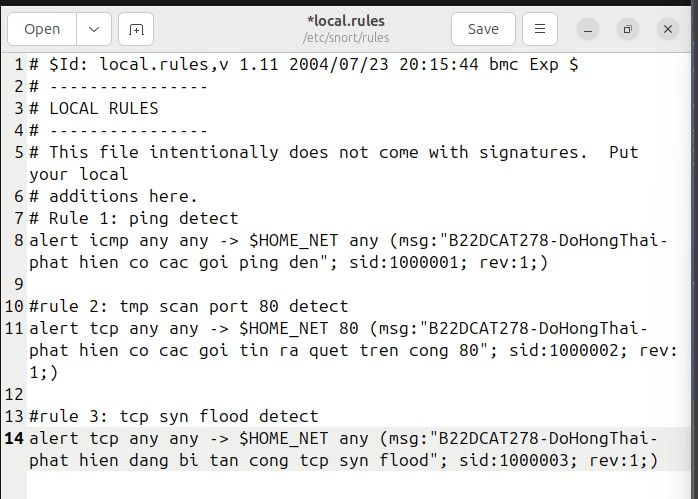 Open
*local.rules
/etc/snort/rules
Save
1 # $Id: local.rules,v 1.11 2004/07/23 20:15:44 bmc Exp $
2 # ----------------
3 # LOCAL RULES
4 # ----------------
5 # This file intentionally does not come with signatures.  Put
your local
6 # additions here.
7 # Rule 1: ping detect
8 alert icmp any any -> $HOME_NET any (msg:"B22DCAT278-DoHongThai-
phat hien co cac goi ping den"; sid:1000001; rev:1;)
9
10 #rule 2: tmp scan port 80 detect
11 alert tcp any any -> $HOME_NET 80 (msg:"B22DCAT278-DoHongThai-
phat hien co cac goi tin ra quet tren cong 80"; sid:1000002; rev:
1;)
12
13 #rule 3: tcp syn flood detect
14 alert tcp any any -> $HOME_NET any (msg:"B22DCAT278-DoHongThai-
phat hien dang bi tan cong tcp syn flood"; sid:1000003; rev:1;)